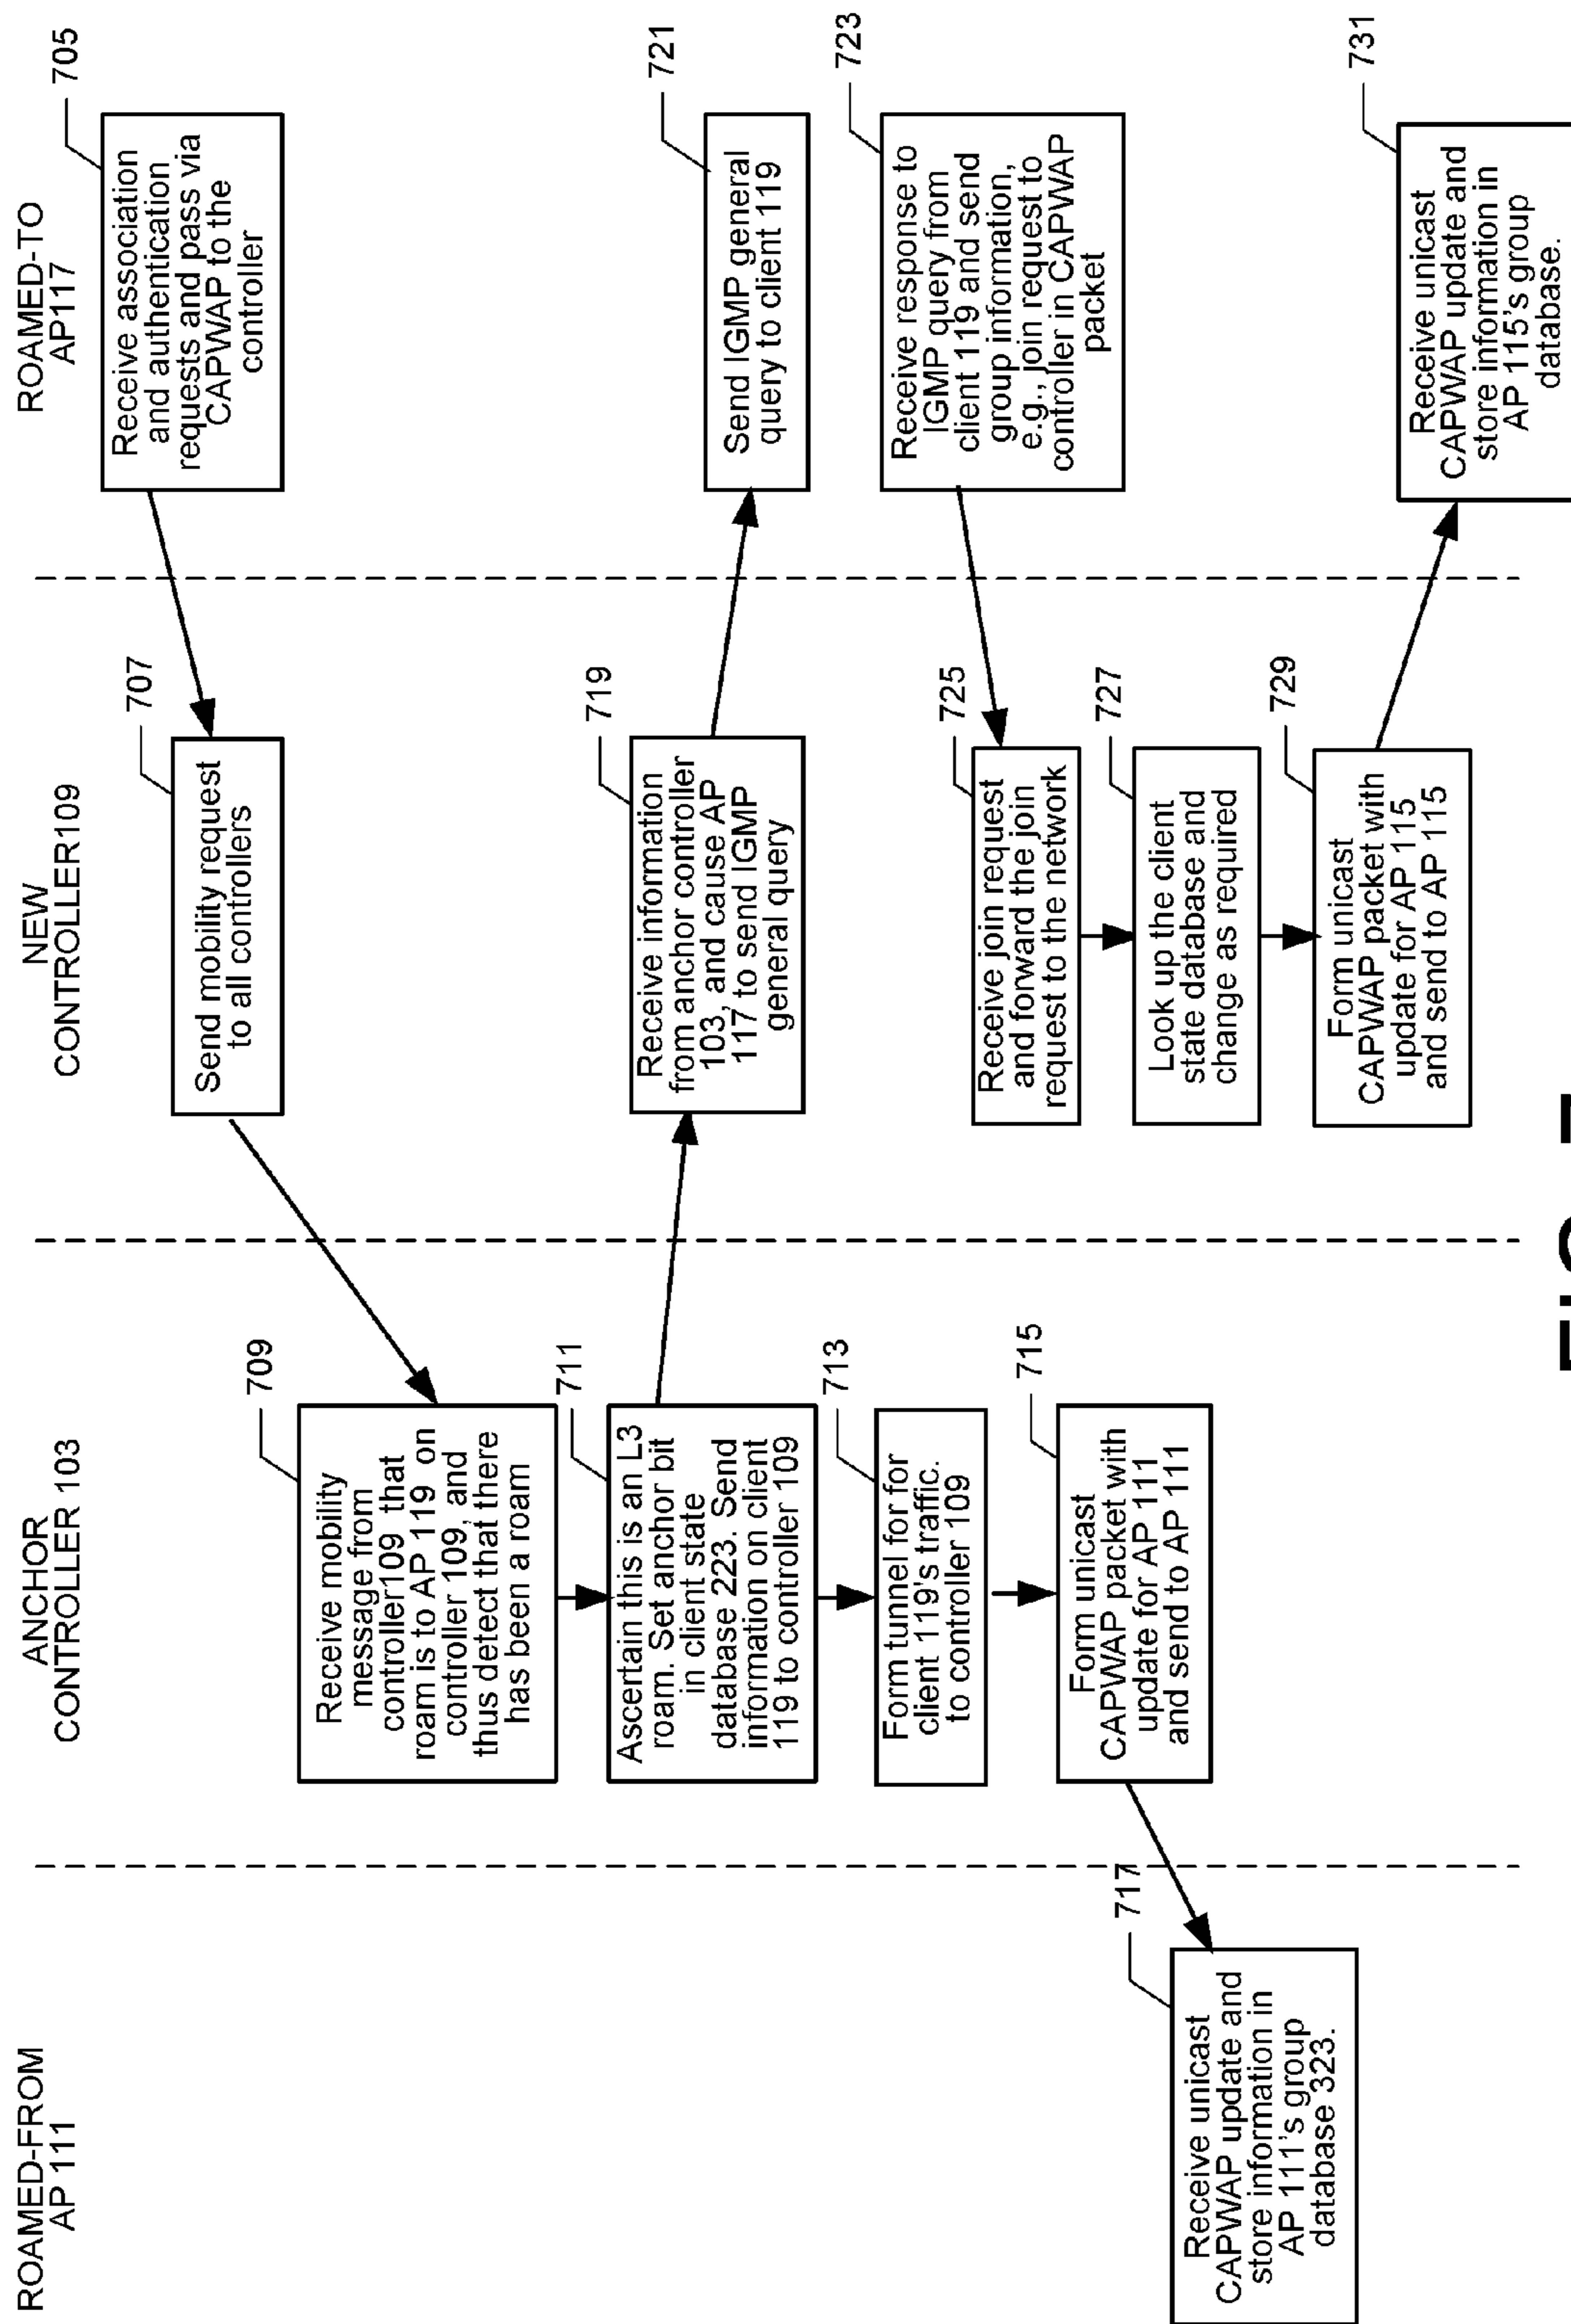 ROAMED-FROM
AP 111
ANCHOR
CONTROLLER 103
NEW
CONTROLLER109
ROAMED-TO
AP117
705
Receive association
and authentication
requests and pass via
CAPWAP to the
controller
707
Send mobility request
to all controllers
709
Receive mobility
message from
controller109 that
roam is to AP 119 on
controller 109, and
thus detect that there
has been a roam
711
Ascertain this is an L3
roam. Set anchor bit
in client state
database 223. Send
information on client
119 to controller 109
713
Form tunnel for for
client 119's traffic.
to controller 109
715
Form unicast
CAPWAP packet with
update for AP 111
and send to AP 111
717
Receive unicast
CAPWAP update and
store information in
AP 111's group
database 323.
719
Receive information
from anchor controller
103, and cause AP
117 to send IGMP
general query
721
Send IGMP general
query to client 119
723
Receive response to
IGMP query from
client 119 and send
group information,
e.g., join request to
controller in CAPWAP
packet
725
Receive join request
and forward the join
request to the network
727
Look up the client
state database and
change as required
729
Form unicast
CAPWAP packet with
update for AP 115
and send to AP 115
731
Receive unicast
CAPWAP update and
store information in
AP 115's group
database.